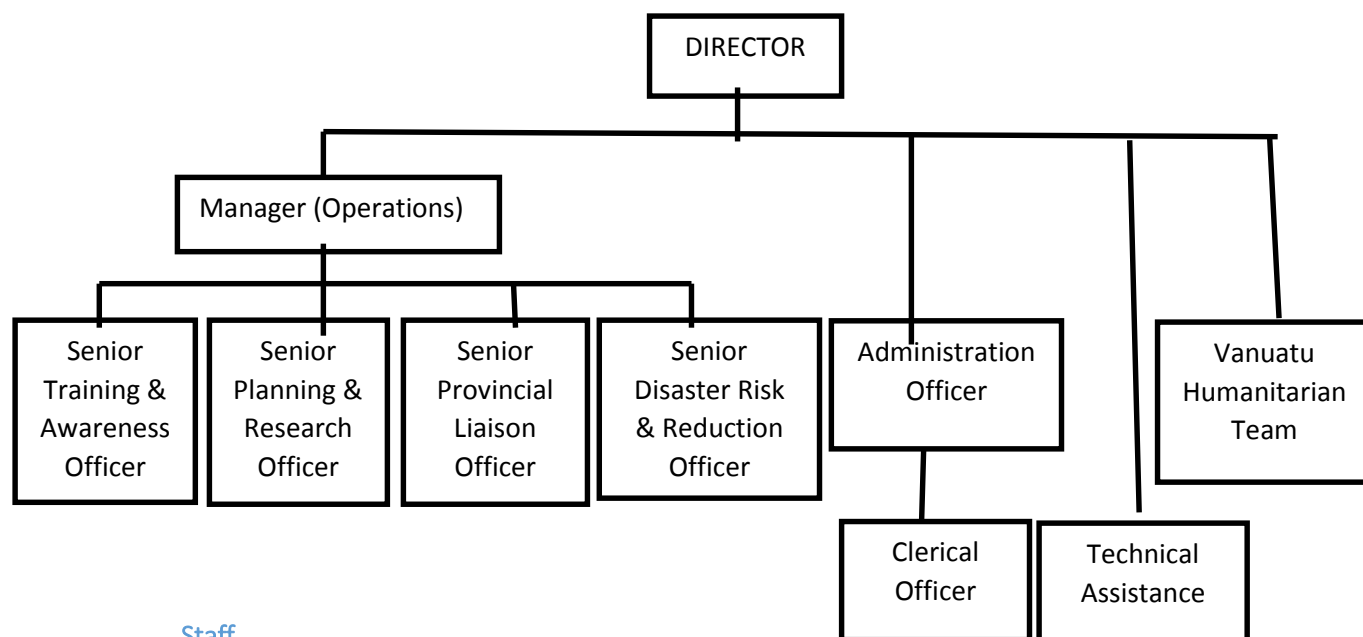 DIRECTOR
Manager (Operations)
Senior
Training &
Awareness
Officer
Senior
Planning &
Research
Officer
Senior
Provincial
Liaison
Officer
Senior
Disaster Risk
& Reduction
Officer
Administration
Officer
Vanuatu
Humanitarian
Team
Clerical
Officer
Technical
Assistance
Staff